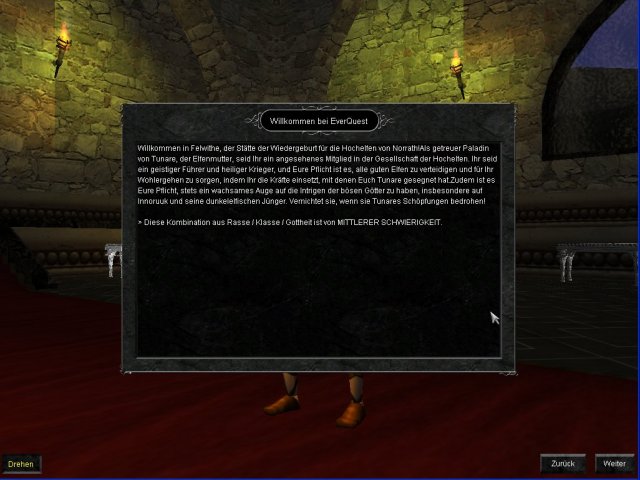 Willkommen bei EverQuest
Willkommen in Felwithe, der Stätte der Wiedergeburt für die Hochelfen von Norrath!Als getreuer Paladin
von Tunare, der Elfenmutter, seid Ihr ein angesehenes Mitglied in der Gesellschaft der Hochelfen. Ihr seid
ein geistiger Führer und heiliger Krieger, und Eure Pflicht ist es, alle guten Elfen zu verteidigen und für Ihr
Wohlergehen zu sorgen, indem Ihr die Kräfte einsetzt, mit denen Euch Tunare gesegnet hat.Zudem ist es
Eure Pflicht, stets ein wachsames Auge auf die Intrigen der bösen Götter zu haben, insbesondere auf
Innoruuk und seine dunkelelfischen Jünger. Vernichtet sie, wenn sie Tunares Schöpfungen bedrohen!
> Diese Kombination aus Rasse / Klasse / Gottheit ist von MITTLERER SCHWIERIGKEIT.
Drehen
Zurück
Weiter